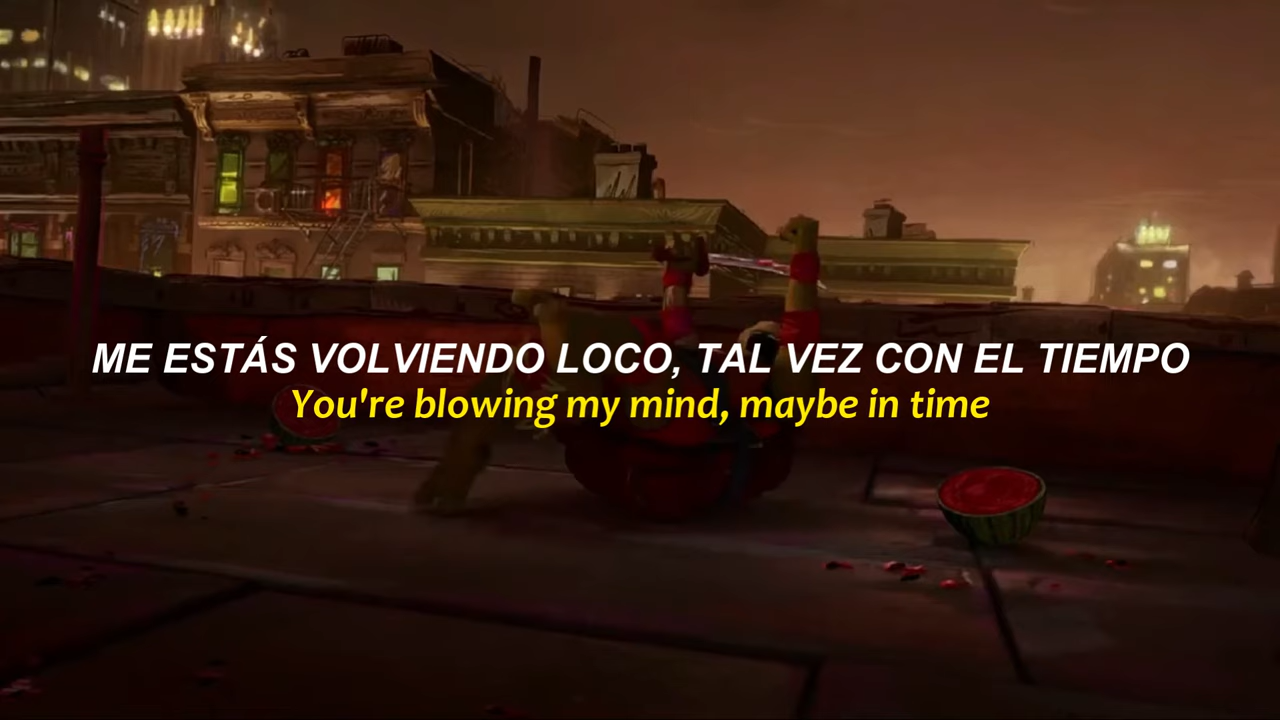 ME ESTÁS VOLVIENDO LOCO, TAL VEZ CON EL TIEMPO
You're blowing my mind, maybe in time